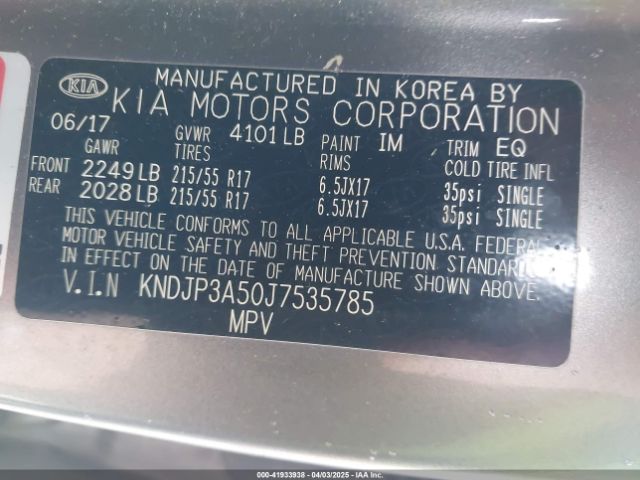 KIA
MANUFACTURED IN KOREA BY
KIA MOTORS CORPORATION
06/17 GVWR 4101 LB PAINT IM TRIM EQ
GAWR TIRES RIMS COLD TIRE INFL
FRONT 2249 LB 215/55 R17 6.5JX17 35psi SINGLE
REAR 2028 LB 215/55 R17 6.5JX17 35psi SINGLE
THIS VEHICLE CONFORMS TO ALL APPLICABLE U.S.A. FEDERAL
MOTOR VEHICLE SAFETY AND THEFT PREVENTION STANDARDS
IN EFFECT ON THE DATE OF MANUFACTURE SHOWN ABOVE.
V.I.N KNDJP3A50J7535785
MPV
000-41933938 - 04/03/2025 - IAAI.com